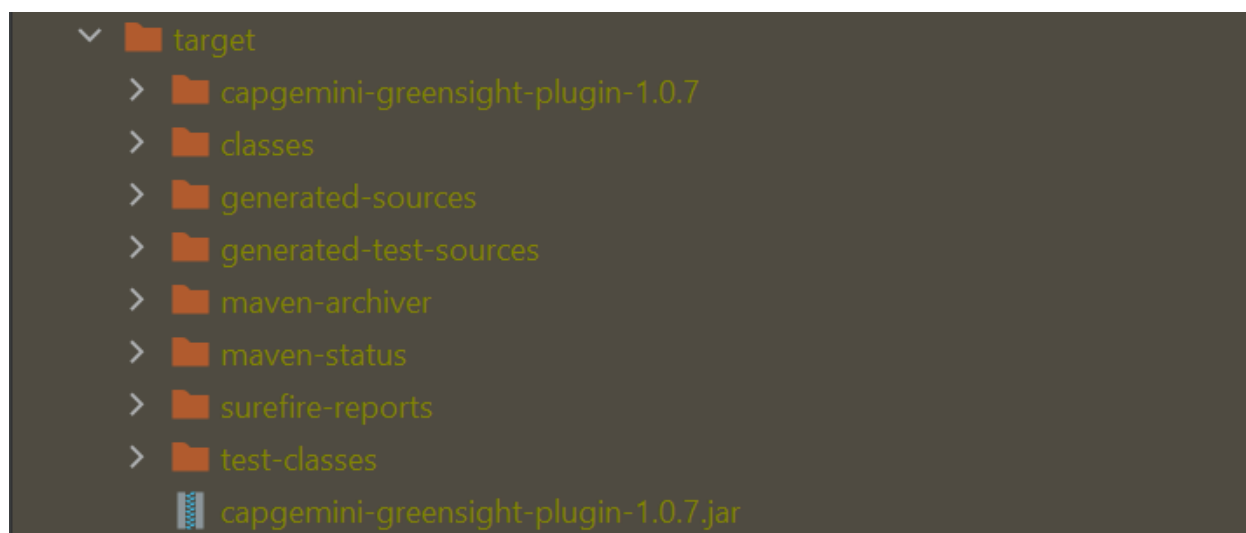 target
capgemini-greensight-plugin-1.0.7
classes
generated-sources
generated-test-sources
maven-archiver
maven-status
surefire-reports
test-classes
capgemini-greensight-plugin-1.0.7.jar